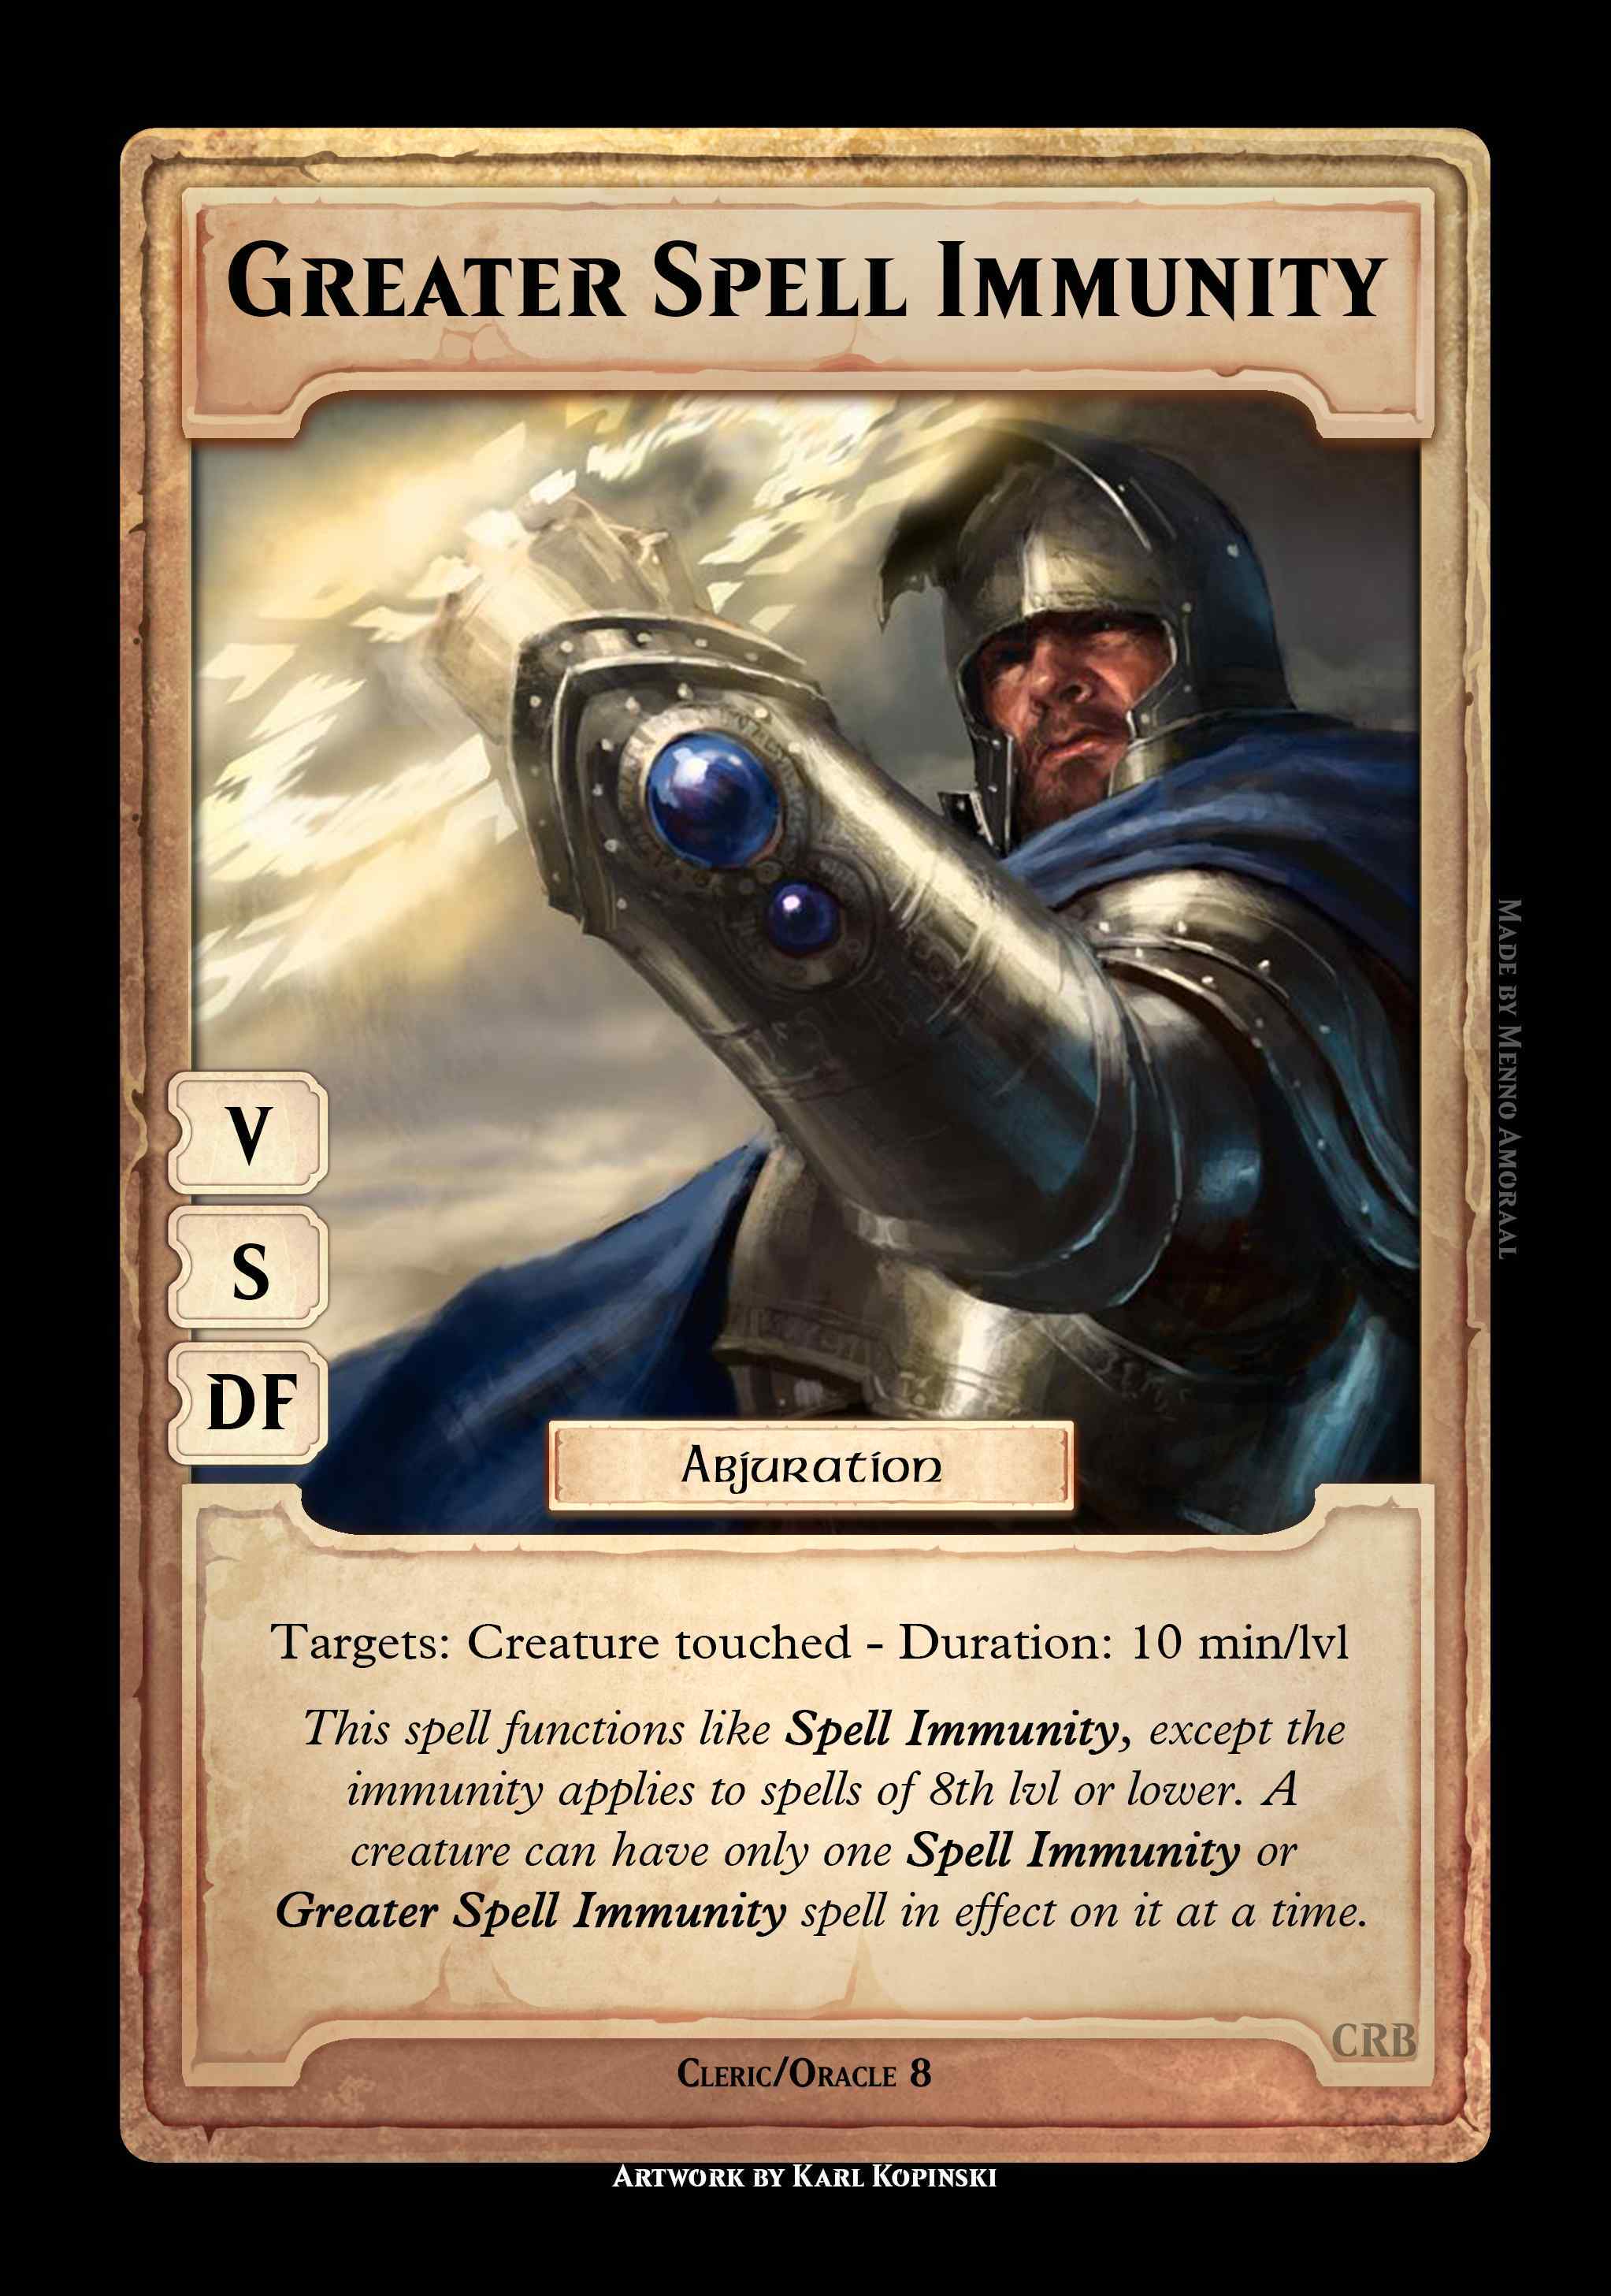 Greater Spell Immunity
V
S
DF
Abjuration
Targets: Creature touched - Duration: 10 min/lvl
This spell functions like Spell Immunity, except the
immunity applies to spells of 8th lvl or lower. A
creature can have only one Spell Immunity or
Greater Spell Immunity spell in effect on it at a time.
CRB
Cleric/Oracle 8
Artwork by Karl Kopinski
Made by Menno Amoraal